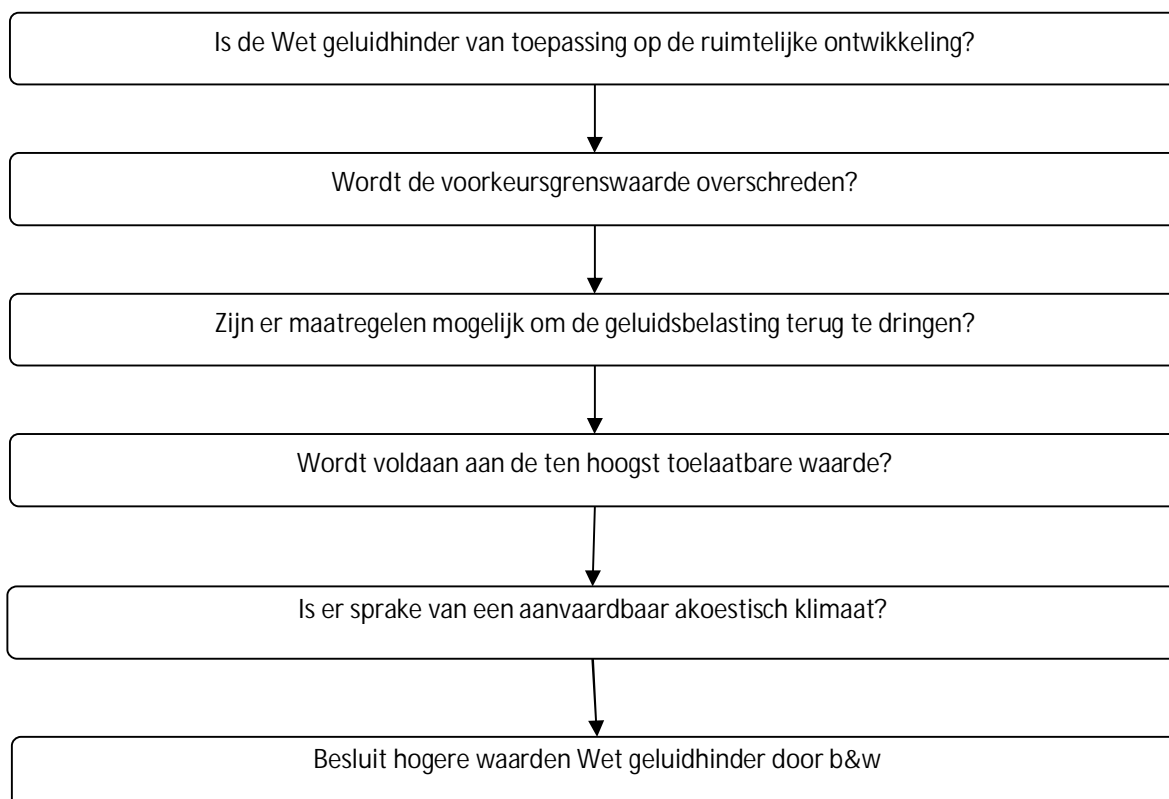 Is de Wet geluidhinder van toepassing op de ruimtelijke ontwikkeling?
Wordt de voorkeursgrenswaarde overschreden?
Zijn er maatregelen mogelijk om de geluidsbelasting terug te dringen?
Wordt voldaan aan de ten hoogst toelaatbare waarde?
Is er sprake van een aanvaardbaar akoestisch klimaat?
Besluit hogere waarden Wet geluidhinder door b&w